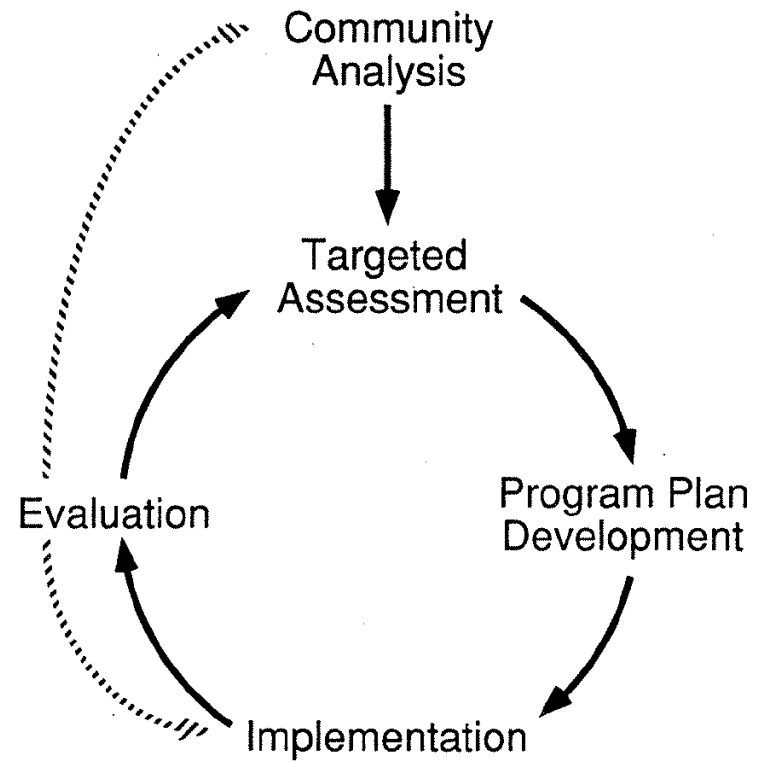 Community
Analysis
Targeted
Assessment
Program Plan
Development
Evaluation
Implementation